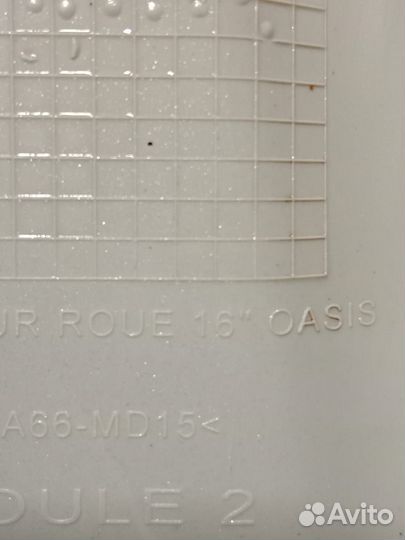 UR ROUE 16" OASIS
A66-MD15<
DULE 2
Avito